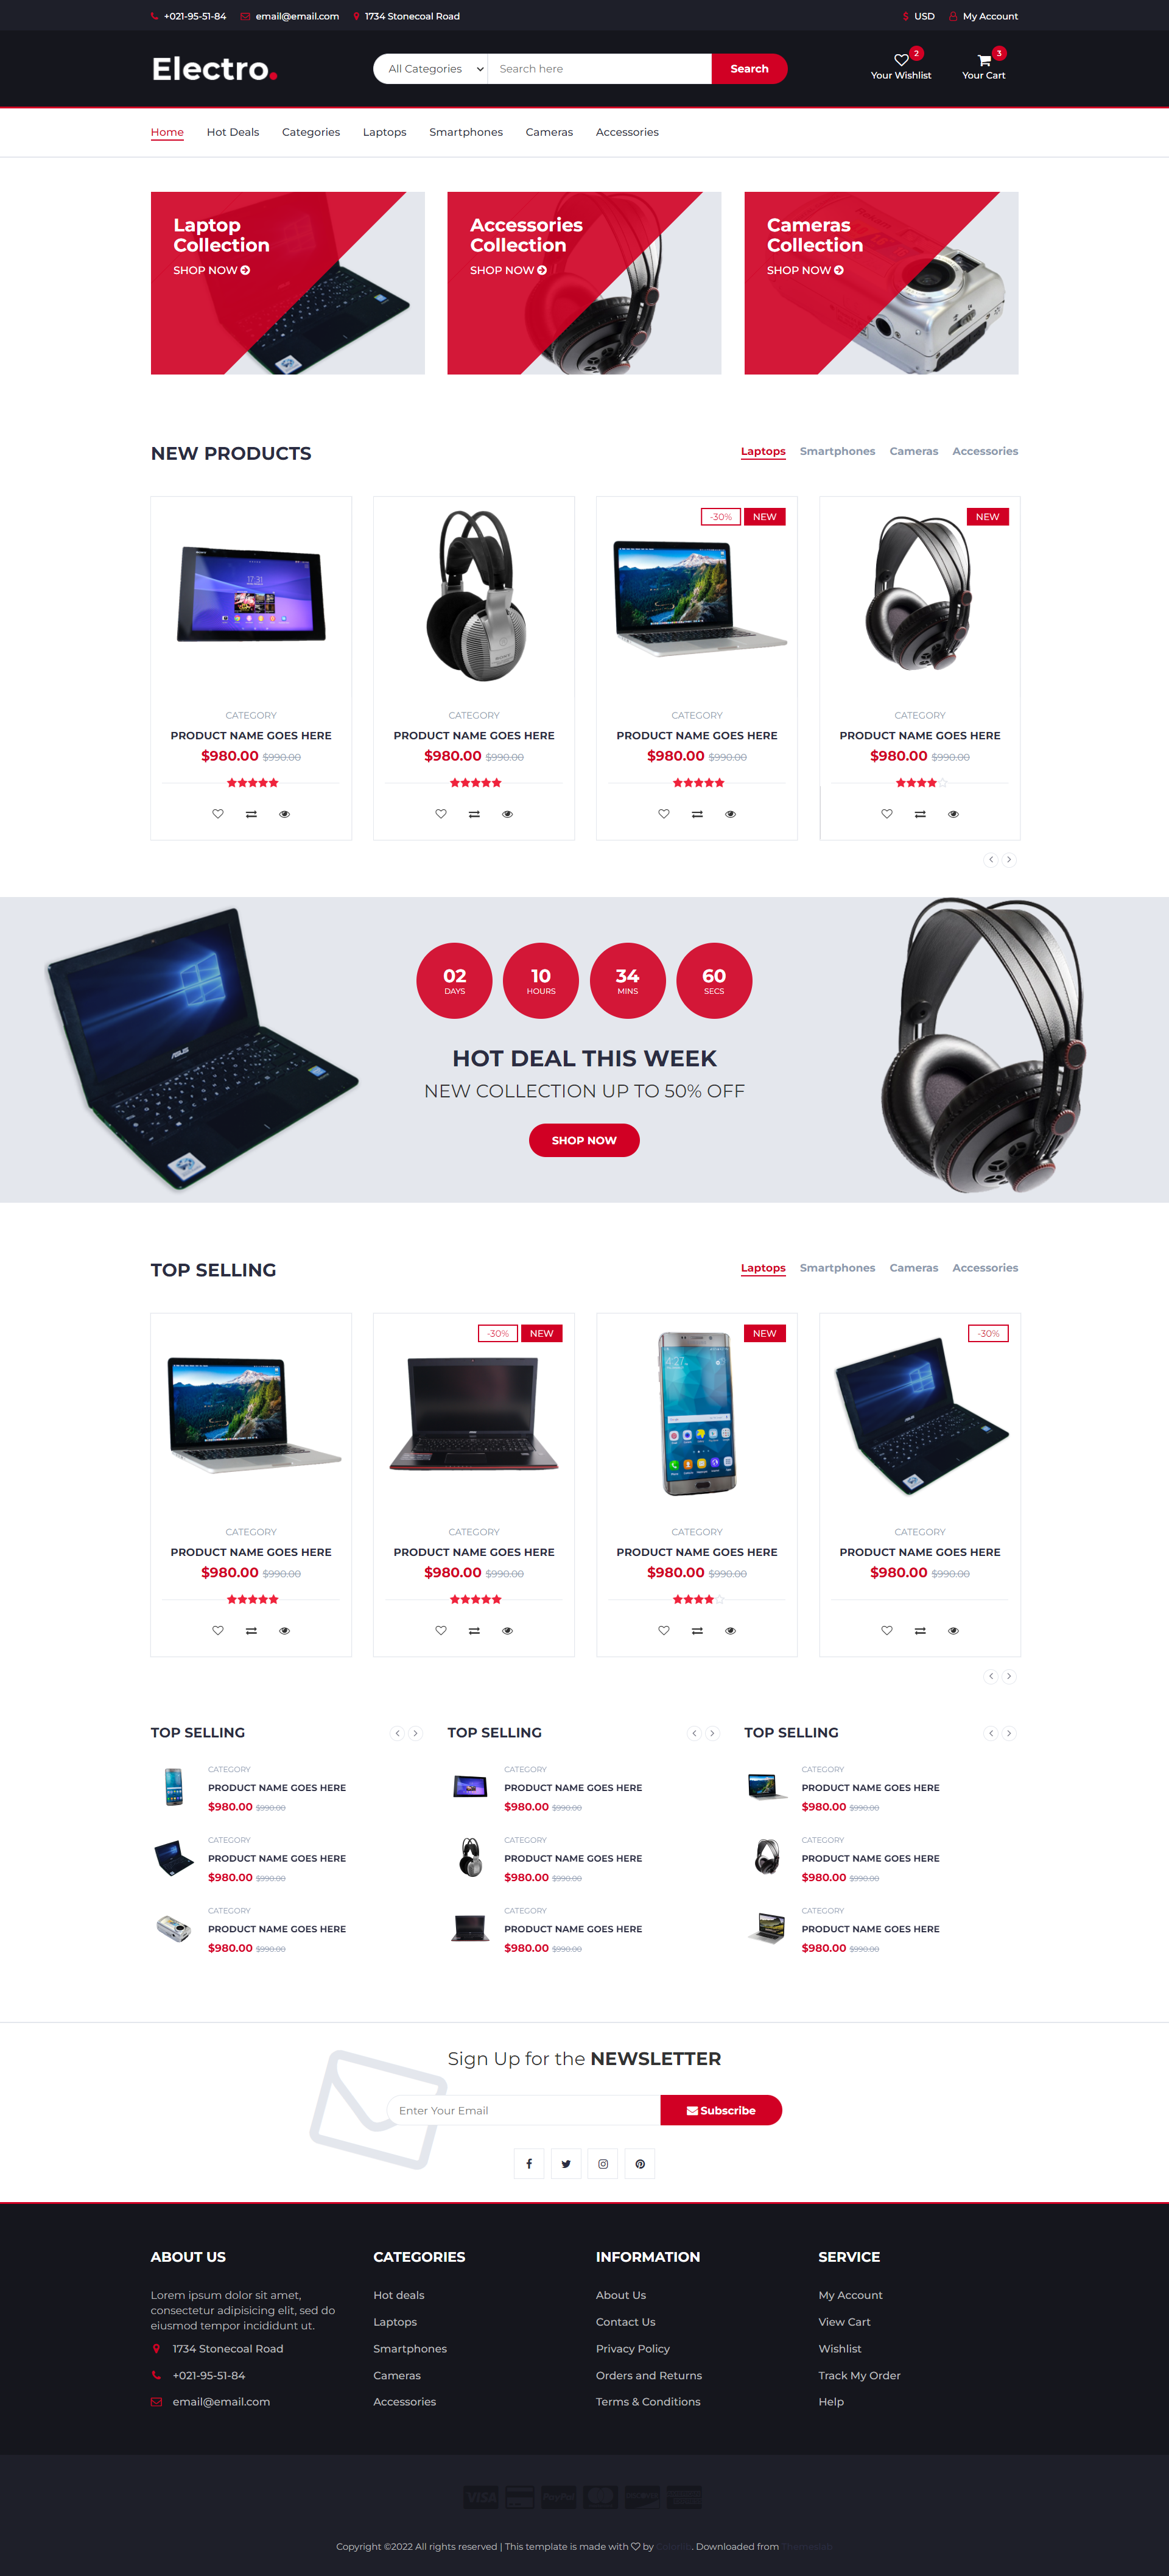 +021-95-51-84 email@email.com 1734 Stonecoal Road $ USD My Account
Electro.
All Categories Search here Search
2
Your Wishlist
3
Your Cart
Home Hot Deals Categories Laptops Smartphones Cameras Accessories
Laptop
Collection
SHOP NOW
Accessories
Collection
SHOP NOW
Cameras
Collection
SHOP NOW
NEW PRODUCTS
Laptops Smartphones Cameras Accessories
SONY
17:31
CATEGORY
PRODUCT NAME GOES HERE
$980.00 $990.00
CATEGORY
PRODUCT NAME GOES HERE
$980.00 $990.00
-30% NEW
CATEGORY
PRODUCT NAME GOES HERE
$980.00 $990.00
NEW
CATEGORY
PRODUCT NAME GOES HERE
$980.00 $990.00
ASUS
02
DAYS
10
HOURS
34
MINS
60
SECS
HOT DEAL THIS WEEK
NEW COLLECTION UP TO 50% OFF
SHOP NOW
TOP SELLING
Laptops Smartphones Cameras Accessories
CATEGORY
PRODUCT NAME GOES HERE
$980.00 $990.00
-30% NEW
CATEGORY
PRODUCT NAME GOES HERE
$980.00 $990.00
NEW
4:27
CATEGORY
PRODUCT NAME GOES HERE
$980.00 $990.00
-30%
ASUS
CATEGORY
PRODUCT NAME GOES HERE
$980.00 $990.00
TOP SELLING
CATEGORY
PRODUCT NAME GOES HERE
$980.00 $990.00
CATEGORY
PRODUCT NAME GOES HERE
$980.00 $990.00
CATEGORY
PRODUCT NAME GOES HERE
$980.00 $990.00
TOP SELLING
CATEGORY
PRODUCT NAME GOES HERE
$980.00 $990.00
CATEGORY
PRODUCT NAME GOES HERE
$980.00 $990.00
CATEGORY
PRODUCT NAME GOES HERE
$980.00 $990.00
TOP SELLING
CATEGORY
PRODUCT NAME GOES HERE
$980.00 $990.00
CATEGORY
PRODUCT NAME GOES HERE
$980.00 $990.00
CATEGORY
PRODUCT NAME GOES HERE
$980.00 $990.00
Sign Up for the NEWSLETTER
Enter Your Email Subscribe
ABOUT US
Lorem ipsum dolor sit amet,
consectetur adipisicing elit, sed do
eiusmod tempor incididunt ut.
1734 Stonecoal Road
+021-95-51-84
email@email.com
CATEGORIES
Hot deals
Laptops
Smartphones
Cameras
Accessories
INFORMATION
About Us
Contact Us
Privacy Policy
Orders and Returns
Terms & Conditions
SERVICE
My Account
View Cart
Wishlist
Track My Order
Help
VISA PayPal
Copyright ©2022 All rights reserved | This template is made with by . Downloaded from